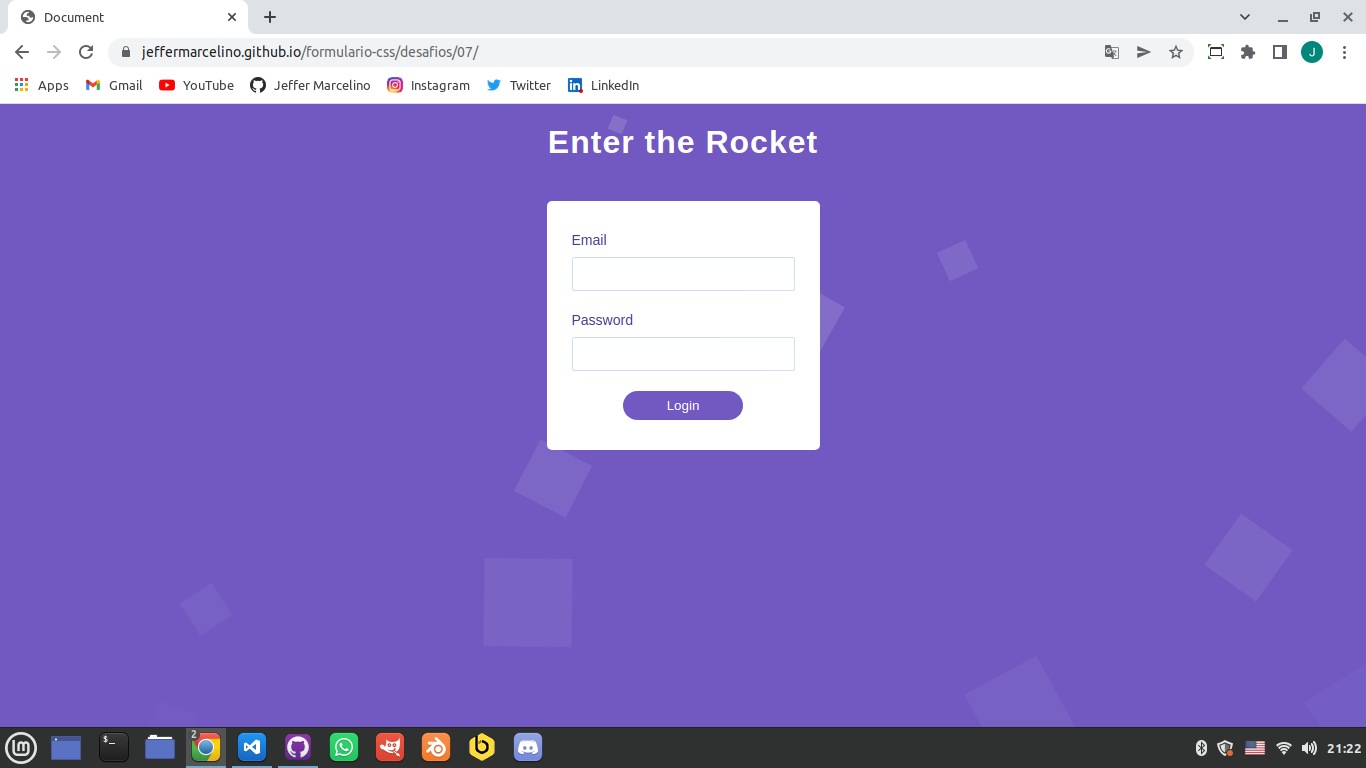 Document
jeffermarcelino.github.io/formulario-css/desafios/07/
J
Apps Gmail YouTube Jeffer Marcelino Instagram Twitter LinkedIn
Enter the Rocket
Email
Password
Login
$_ 2 21:22